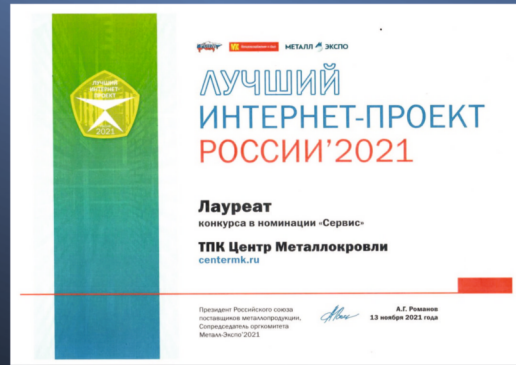 МЕТАЛЛ ЭКСПО
ЛУЧШИЙ
ИНТЕРНЕТ-ПРОЕКТ
РОССИИ'2021
ЛУЧШИЙ
ИНТЕРНЕТ-
ПРОЕКТ
2021
Лауреат
конкурса в номинации «Сервис»
ТПК Центр Металлокровли
centermk.ru
Президент Российского союза
поставщиков металлопродукции,
Сопредседатель оргкомитета
Металл-Экспо'2021
А.Г. Романов
13 ноября 2021 года